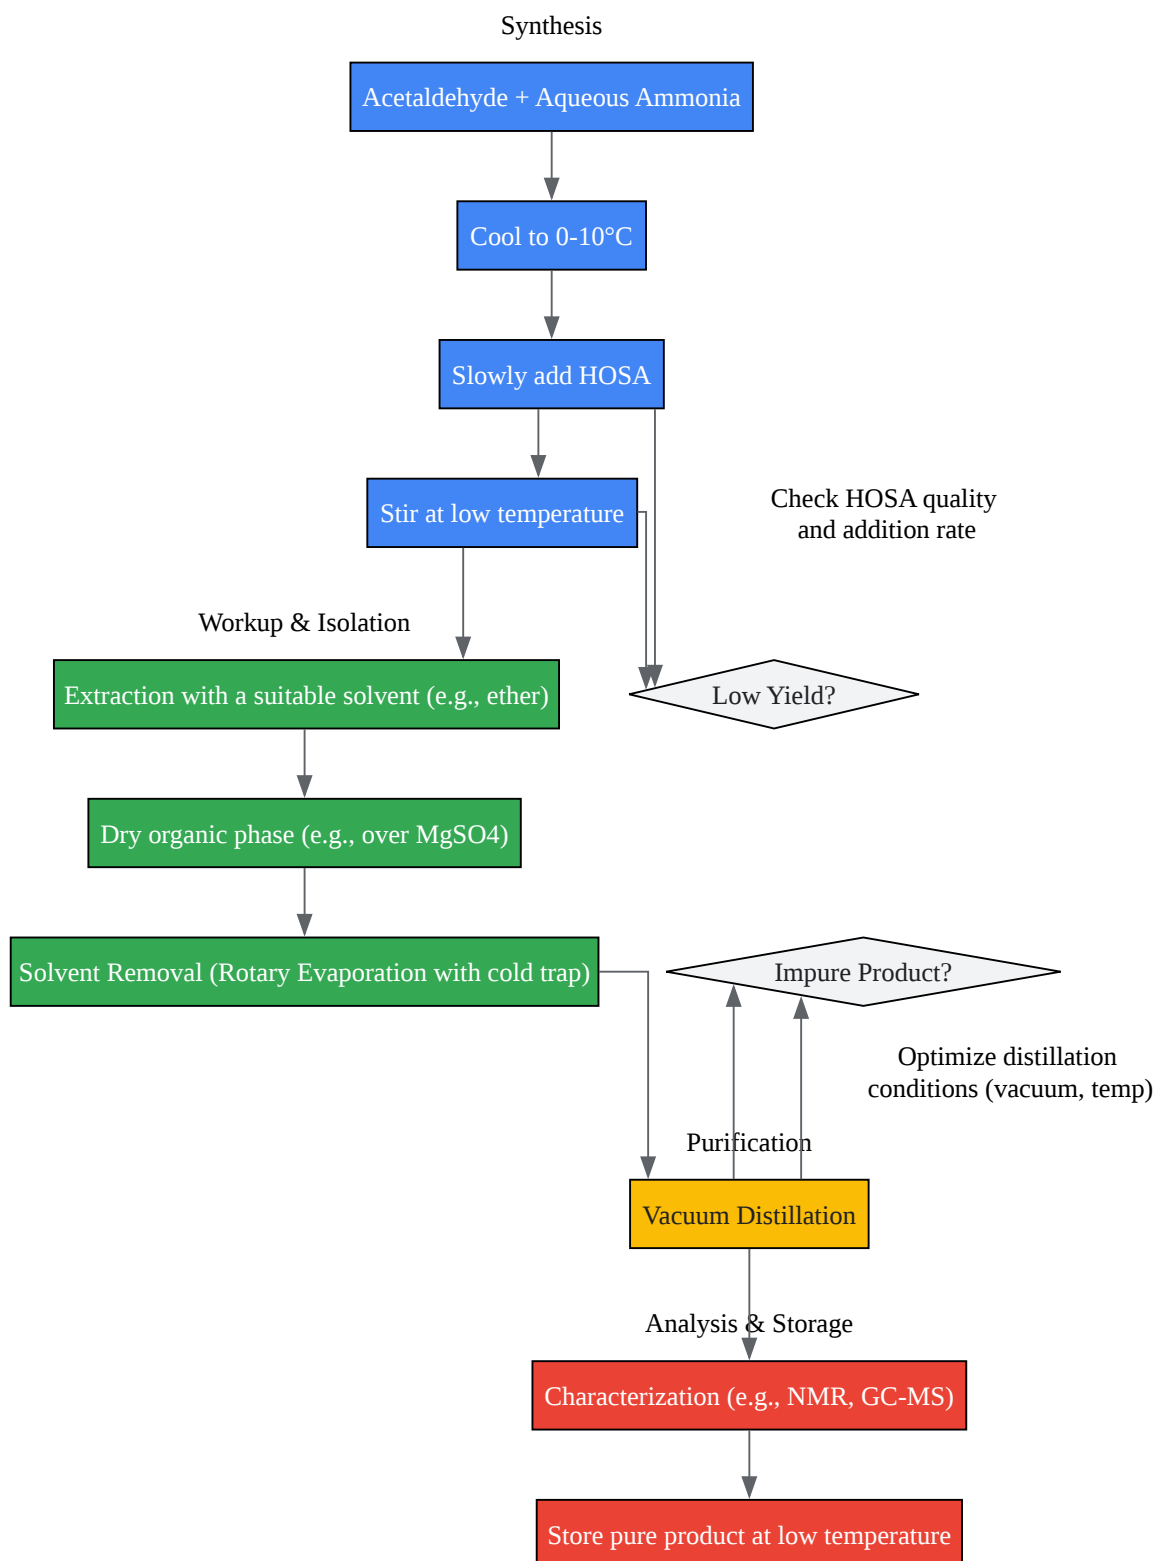 Synthesis
Acetaldehyde + Aqueous Ammonia
Cool to 0-10°C
Slowly add HOSA
Stir at low temperature
Check HOSA quality
and addition rate
Workup & Isolation
Extraction with a suitable solvent (e.g., ether)
Low Yield?
Dry organic phase (e.g., over MgSO4)
Solvent Removal (Rotary Evaporation with cold trap)
Impure Product?
Optimize distillation
conditions (vacuum, temp)
Purification
Vacuum Distillation
Analysis & Storage
Characterization (e.g., NMR, GC-MS)
Store pure product at low temperature